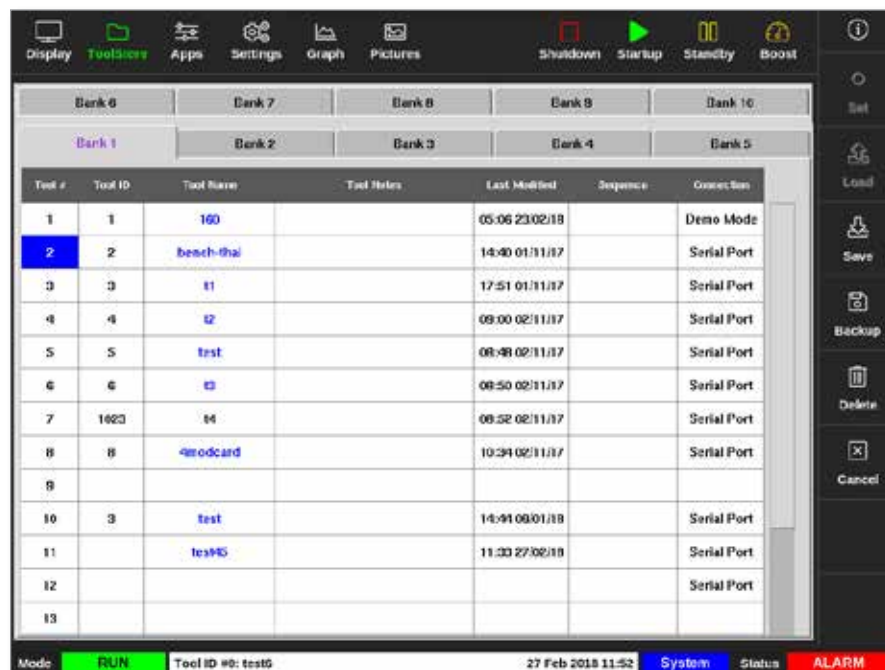 Display ToolStore Apps Settings Graph Pictures Shutdown Startup Standby Boost
Set
Load
Save
Backup
Delete
Cancel
Bank 6 Bank 7 Bank 8 Bank 9 Bank 10
Bank 1 Bank 2 Bank 3 Bank 4 Bank 5
Tool # Tool ID Tool Name Tool Notes Last Modified Sequence Connection
1 1 160 05:06 23/02/18 Demo Mode
2 2 bench-thai 14:40 01/11/17 Serial Port
3 3 t1 17:51 01/11/17 Serial Port
4 4 t2 09:00 02/11/17 Serial Port
5 5 test 08:48 02/11/17 Serial Port
6 6 t3 08:50 02/11/17 Serial Port
7 1023 t4 08:52 02/11/17 Serial Port
8 8 4modcard 10:34 02/11/17 Serial Port
9
10 3 test Serial Port
11 test45 11:33 27/02/18 Serial Port
12 Serial Port
13
Mode RUN Tool ID #0: test6 27 Feb 2018 11:52 System Status ALARM